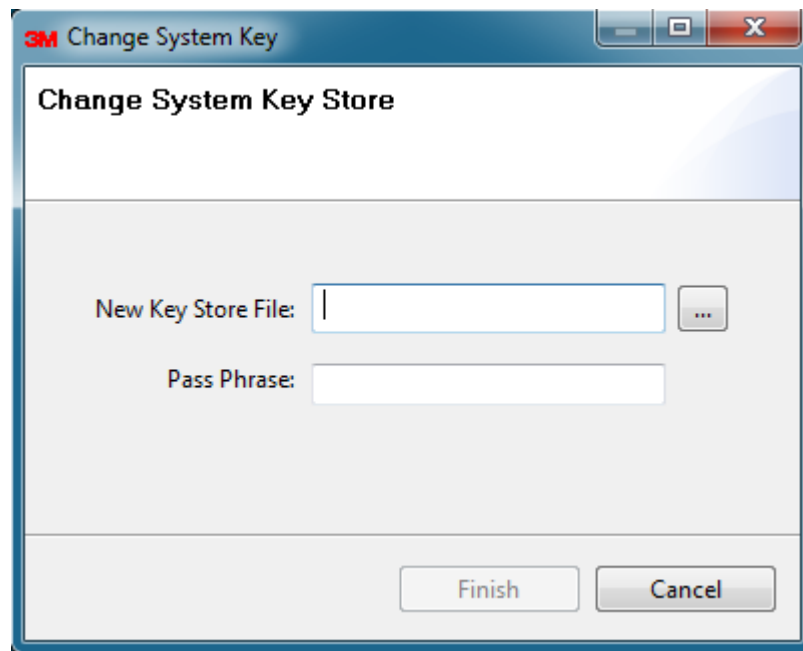 3M Change System Key
Change System Key Store
New Key Store File:
...
Pass Phrase:
Finish
Cancel